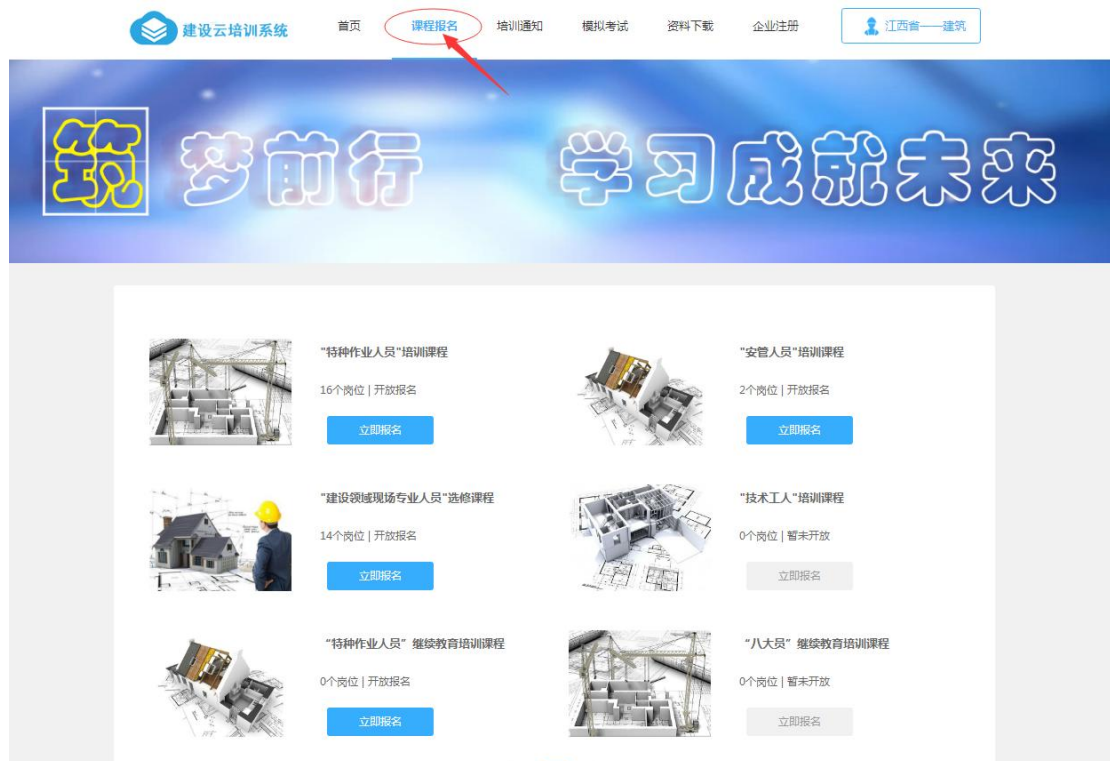 建设云培训系统
首页
课程报名
培训通知
模拟考试
资料下载
企业注册
江西省——建筑
筑梦前行 学习成就未来
"特种作业人员"培训课程
16个岗位 | 开放报名
立即报名
"安管人员"培训课程
2个岗位 | 开放报名
立即报名
"建设领域现场专业人员"选修课程
14个岗位 | 开放报名
立即报名
"技术工人"培训课程
0个岗位 | 暂未开放
立即报名
“特种作业人员”继续教育培训课程
0个岗位 | 开放报名
立即报名
“八大员”继续教育培训课程
0个岗位 | 暂未开放
立即报名